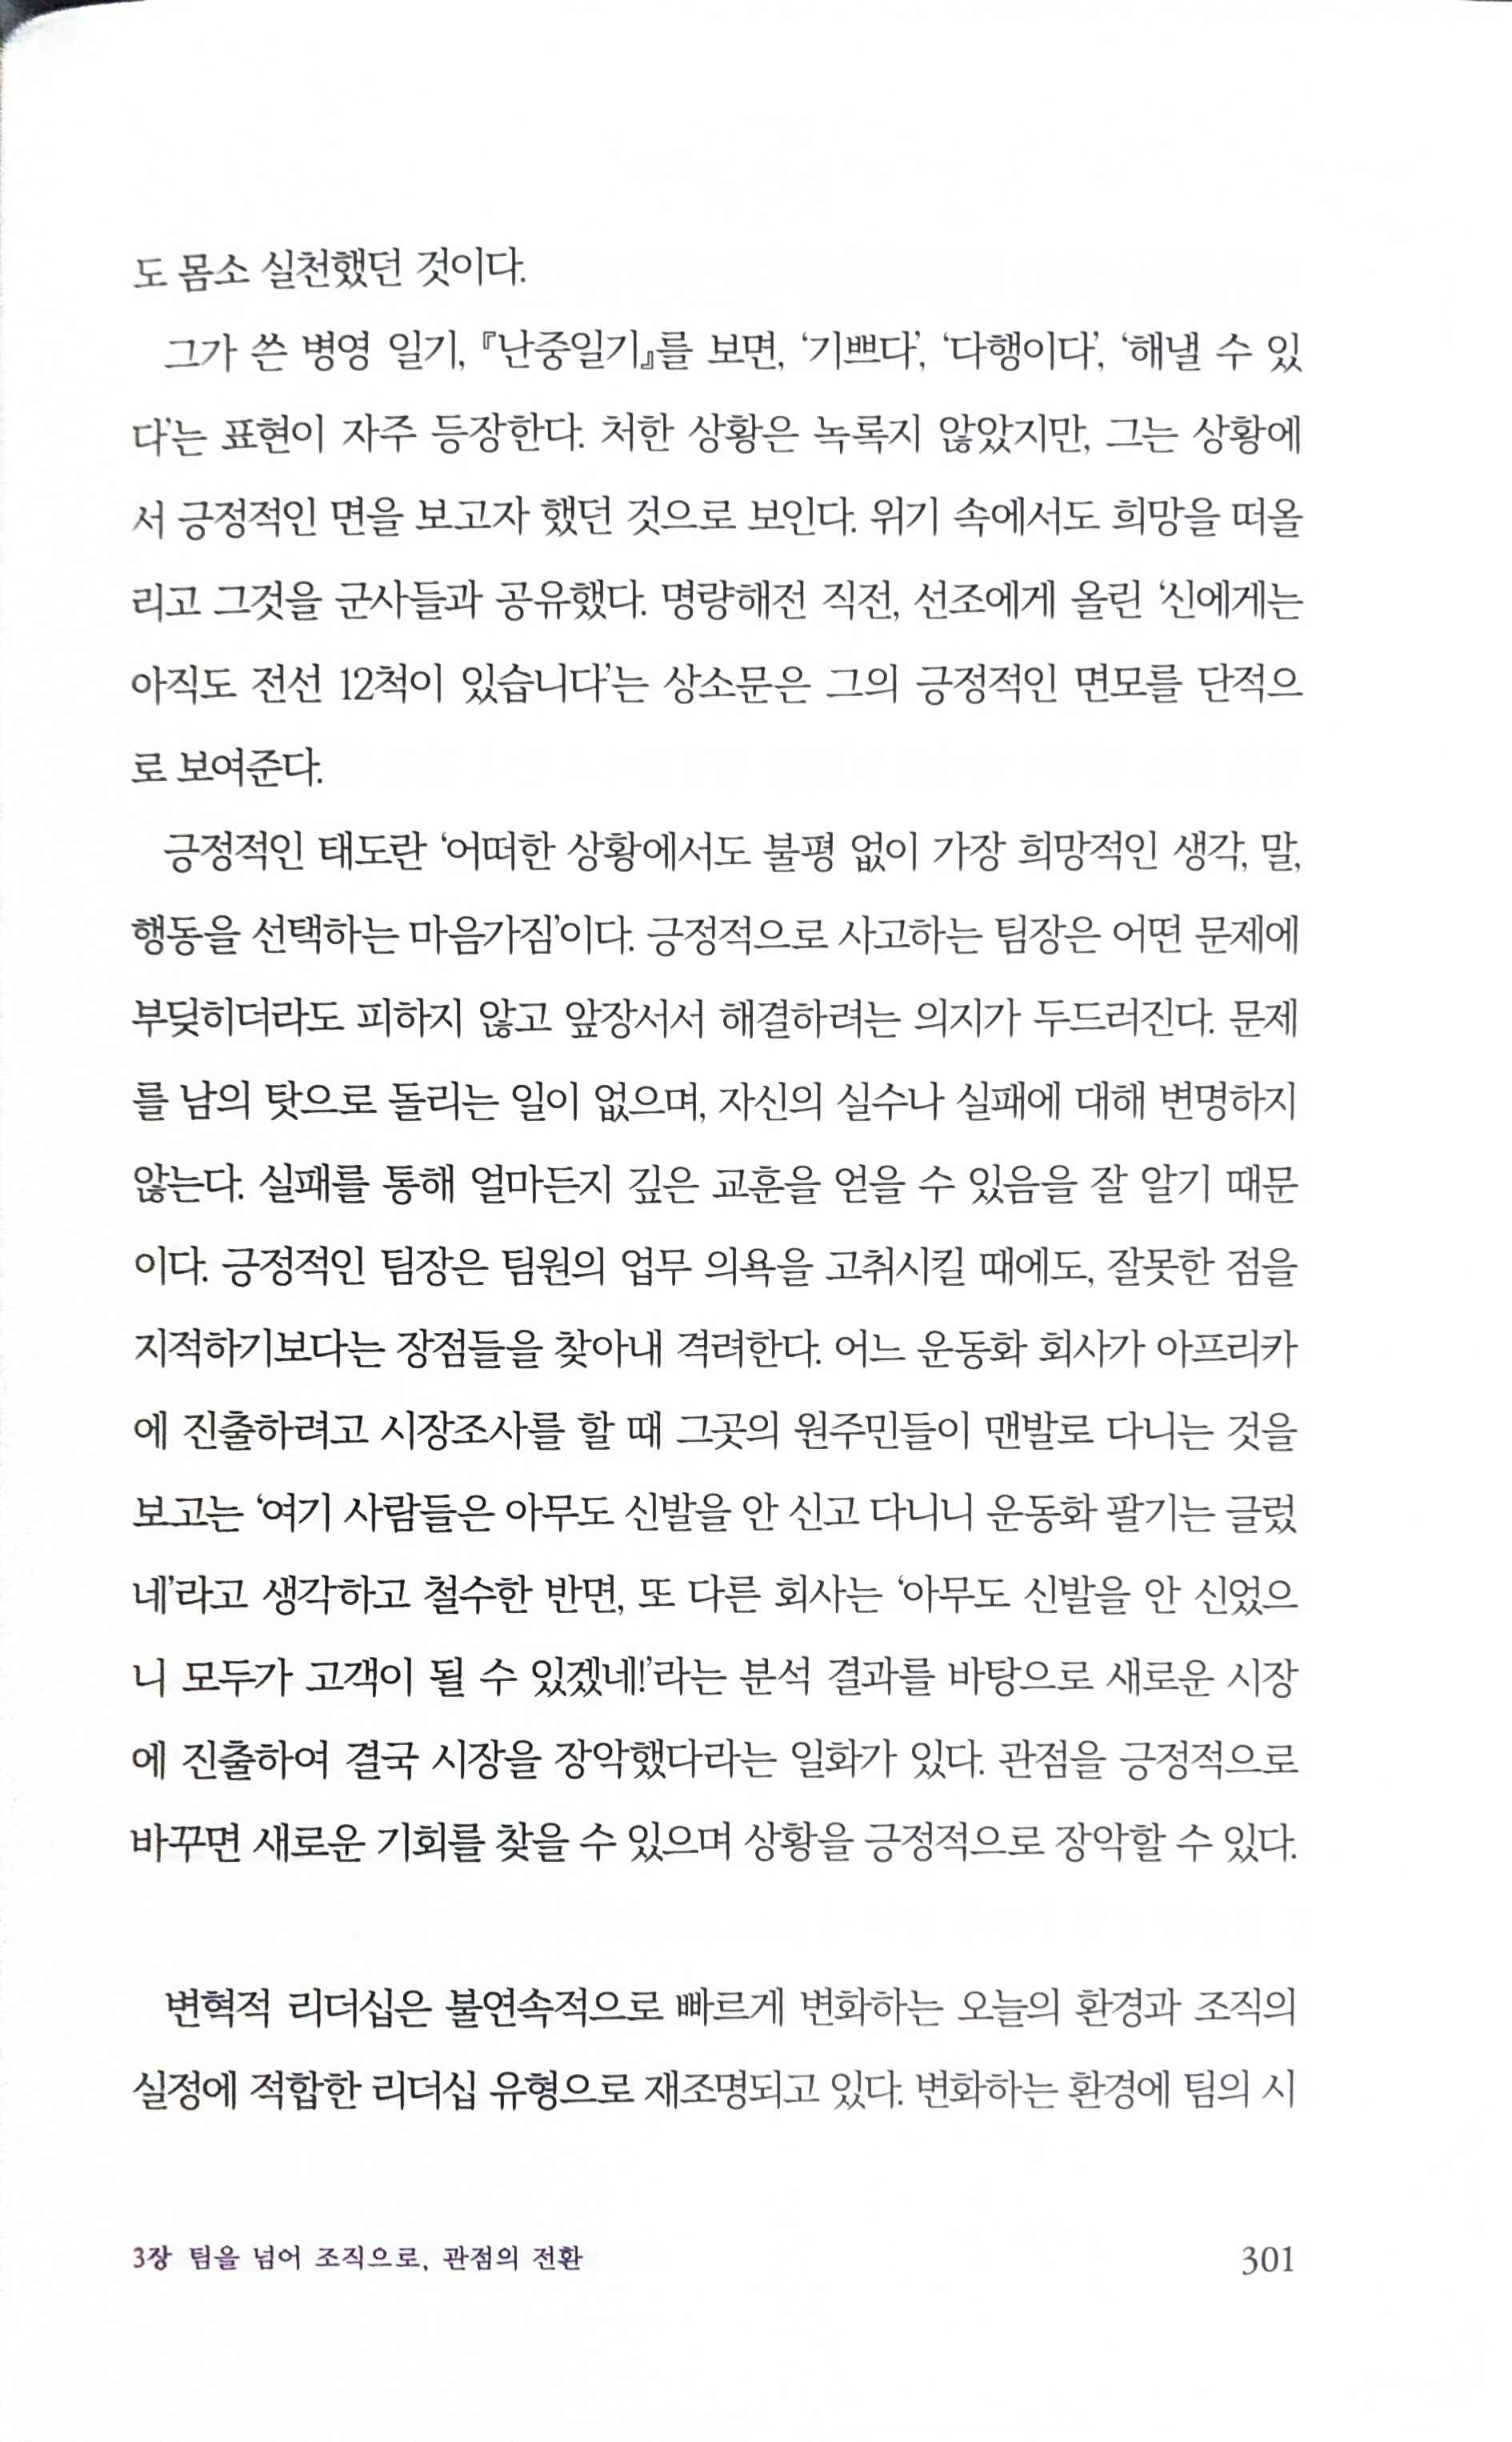 도 몸소 실천했던 것이다.
그가 쓴 병영 일기, 『난중일기』를 보면, ‘기쁘다’, ‘다행이다’, ‘해낼 수 있
다’는 표현이 자주 등장한다. 처한 상황은 녹록지 않았지만, 그는 상황에
서 긍정적인 면을 보고자 했던 것으로 보인다. 위기 속에서도 희망을 떠올
리고 그것을 군사들과 공유했다. 명량해전 직전, 선조에게 올린 ‘신에게는
아직도 전선 12척이 있습니다’는 상소문은 그의 긍정적인 면모를 단적으
로 보여준다.
긍정적인 태도란 ‘어떠한 상황에서도 불평 없이 가장 희망적인 생각, 말,
행동을 선택하는 마음가짐’이다. 긍정적으로 사고하는 팀장은 어떤 문제에
부딪히더라도 피하지 않고 앞장서서 해결하려는 의지가 두드러진다. 문제
를 남의 탓으로 돌리는 일이 없으며, 자신의 실수나 실패에 대해 변명하지
않는다. 실패를 통해 얼마든지 깊은 교훈을 얻을 수 있음을 잘 알기 때문
이다. 긍정적인 팀장은 팀원의 업무 의욕을 고취시킬 때에도, 잘못한 점을
지적하기보다는 장점들을 찾아내 격려한다. 어느 운동화 회사가 아프리카
에 진출하려고 시장조사를 할 때 그곳의 원주민들이 맨발로 다니는 것을
보고는 ‘여기 사람들은 아무도 신발을 안 신고 다니니 운동화 팔기는 글렀
네’라고 생각하고 철수한 반면, 또 다른 회사는 ‘아무도 신발을 안 신었으
니 모두가 고객이 될 수 있겠네!’라는 분석 결과를 바탕으로 새로운 시장
에 진출하여 결국 시장을 장악했다라는 일화가 있다. 관점을 긍정적으로
바꾸면 새로운 기회를 찾을 수 있으며 상황을 긍정적으로 장악할 수 있다.
변혁적 리더십은 불연속적으로 빠르게 변화하는 오늘의 환경과 조직의
실정에 적합한 리더십 유형으로 재조명되고 있다. 변화하는 환경에 팀의 시
3장 팀을 넘어 조직으로, 관점의 전환
301